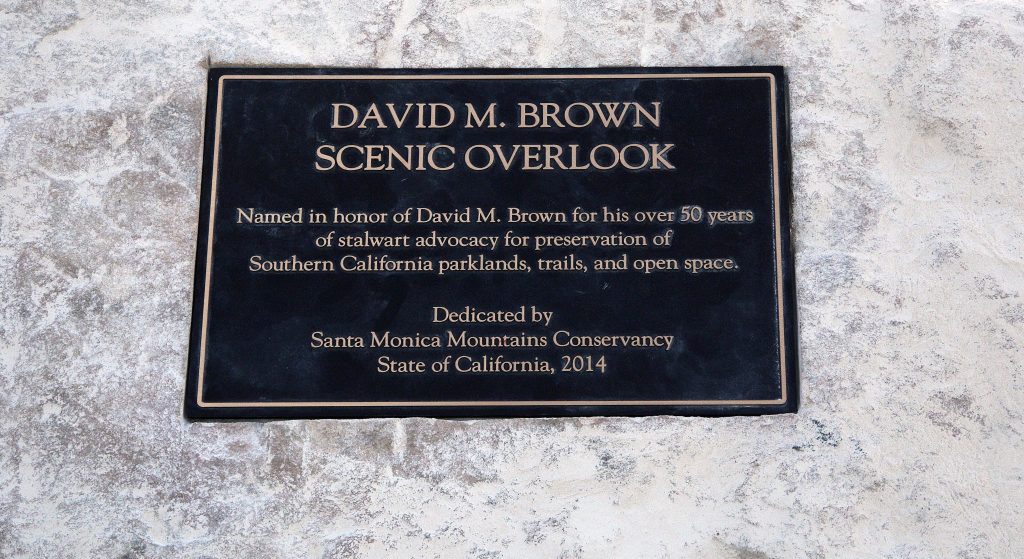 DAVID M. BROWN
SCENIC OVERLOOK
Named in honor of David M. Brown for his over 50 years
of stalwart advocacy for preservation of
Southern California parklands, trails, and open space.
Dedicated by
Santa Monica Mountains Conservancy
State of California, 2014